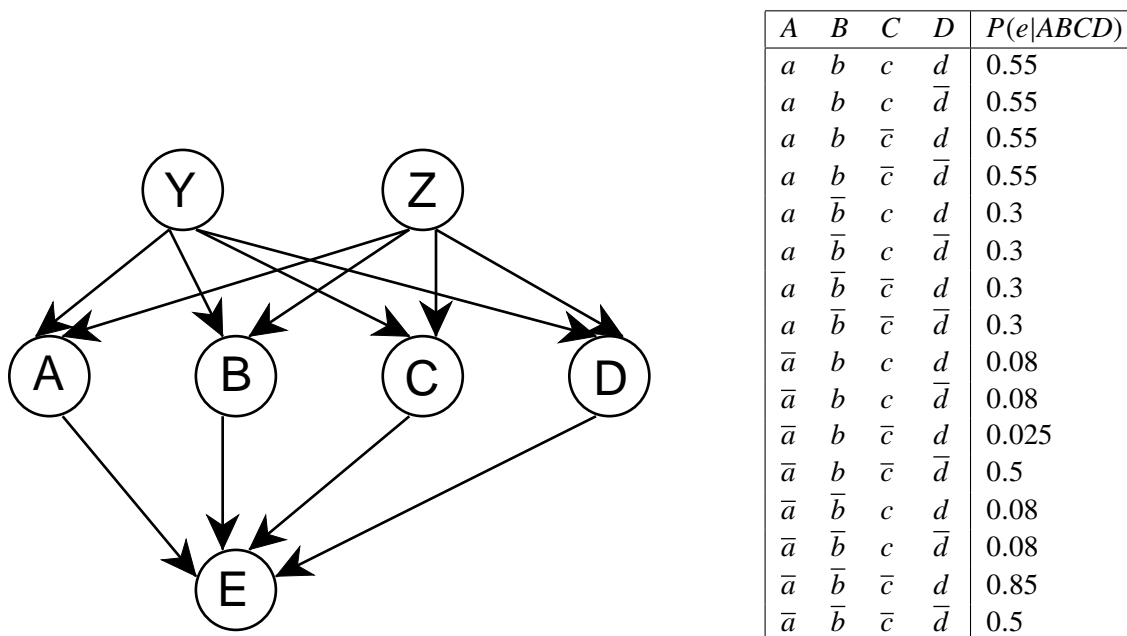 Y Z
A B C D
E
A B C D P(e|ABCD)
a b c d 0.55
a b c d̅ 0.55
a b c̅ d 0.55
a b c̅ d̅ 0.55
a b̅ c d 0.3
a b̅ c d̅ 0.3
a b̅ c̅ d 0.3
a b̅ c̅ d̅ 0.3
a̅ b c d 0.08
a̅ b c d̅ 0.08
a̅ b c̅ d 0.025
a̅ b c̅ d̅ 0.5
a̅ b̅ c d 0.08
a̅ b̅ c d̅ 0.08
a̅ b̅ c̅ d 0.85
a̅ b̅ c̅ d̅ 0.5